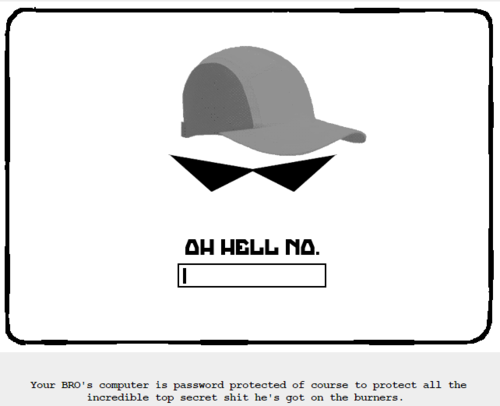 OH HELL NO.
Your BRO's computer is password protected of course to protect all the
incredible top secret shit he's got on the burners.